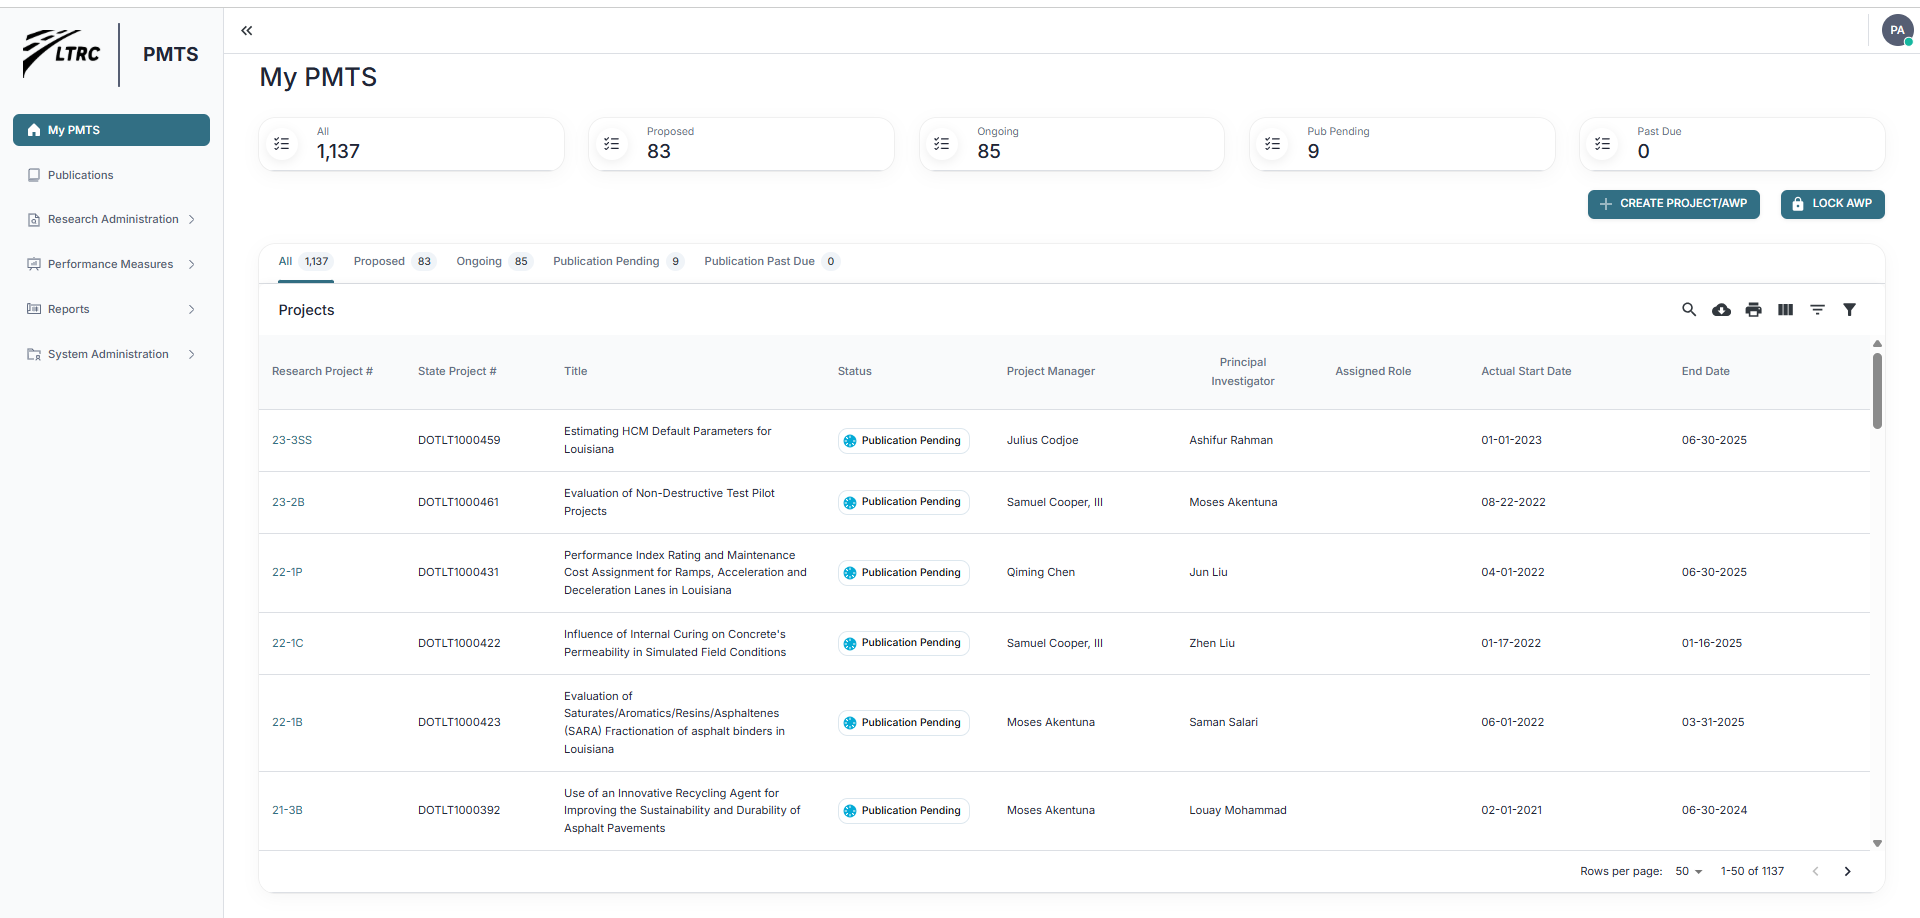 LTRC
PMTS
PA
My PMTS
Publications
Research Administration
Performance Measures
Reports
System Administration
My PMTS
All
1,137
Proposed
83
Ongoing
85
Pub Pending
9
Past Due
0
CREATE PROJECT/AWP
LOCK AWP
All 1,137 Proposed 83 Ongoing 85 Publication Pending 9 Publication Past Due 0
Projects
Research Project # State Project # Title Status Project Manager Principal Investigator Assigned Role Actual Start Date End Date
23-3SS DOTLT1000459 Estimating HCM Default Parameters for
Louisiana Publication Pending Julius Codjoe Ashifur Rahman 01-01-2023 06-30-2025
23-2B DOTLT1000461 Evaluation of Non-Destructive Test Pilot
Projects Publication Pending Samuel Cooper, III Moses Akentuna 08-22-2022
22-1P DOTLT1000431 Performance Index Rating and Maintenance
Cost Assignment for Ramps, Acceleration and
Deceleration Lanes in Louisiana Publication Pending Qiming Chen Jun Liu 04-01-2022 06-30-2025
22-1C DOTLT1000422 Influence of Internal Curing on Concrete's
Permeability in Simulated Field Conditions Publication Pending Samuel Cooper, III Zhen Liu 01-17-2022 01-16-2025
22-1B DOTLT1000423 Evaluation of
Saturates/Aromatics/Resins/Asphaltenes
(SARA) Fractionation of asphalt binders in
Louisiana Publication Pending Moses Akentuna Saman Salari 06-01-2022 03-31-2025
21-3B DOTLT1000392 Use of an Innovative Recycling Agent for
Improving the Sustainability and Durability of
Asphalt Pavements Publication Pending Moses Akentuna Louay Mohammad 02-01-2021 06-30-2024
Rows per page: 50 1-50 of 1137